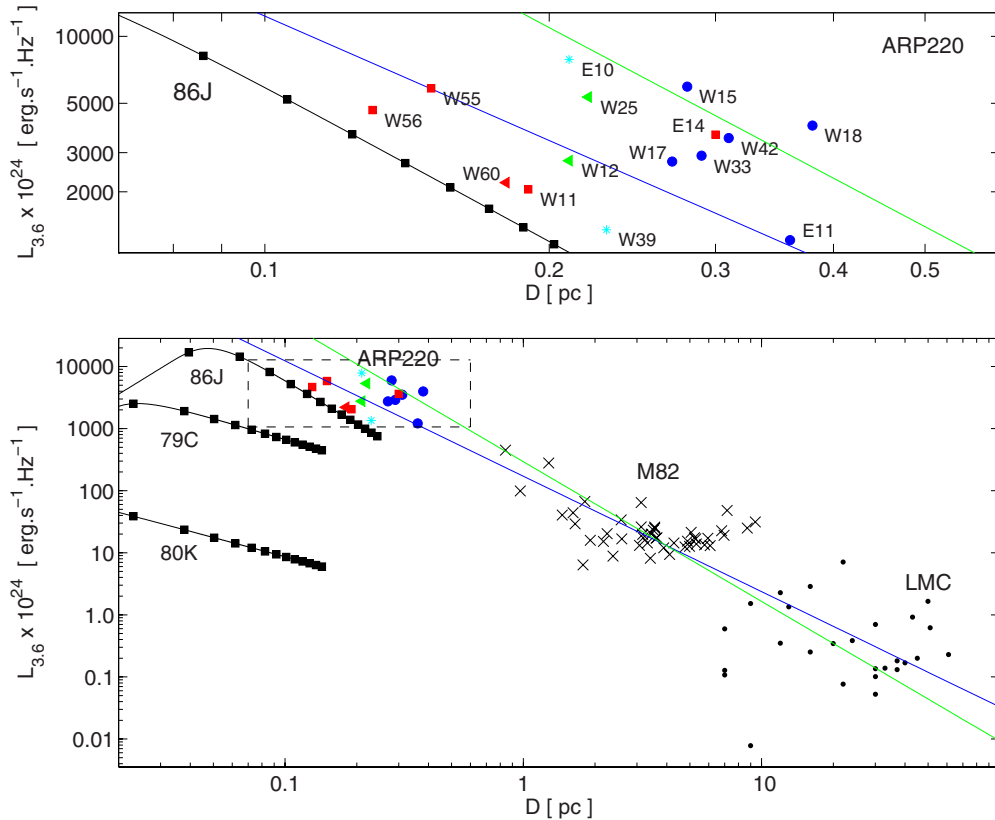 10000
5000
3000
2000
L3.6 x 10^24 [ erg.s^−1.Hz^−1 ]
ARP220
86J
E10
W15
W55
W25
W56
E14
W18
W17
W42
W12
W33
W60
W11
W39
E11
0.1
0.2
0.3
0.4
0.5
D [ pc ]
10000
1000
100
10
1.0
0.1
0.01
L3.6 x 10^24 [ erg.s^−1.Hz^−1 ]
ARP220
86J
79C
M82
80K
LMC
0.1
1
10
D [ pc ]